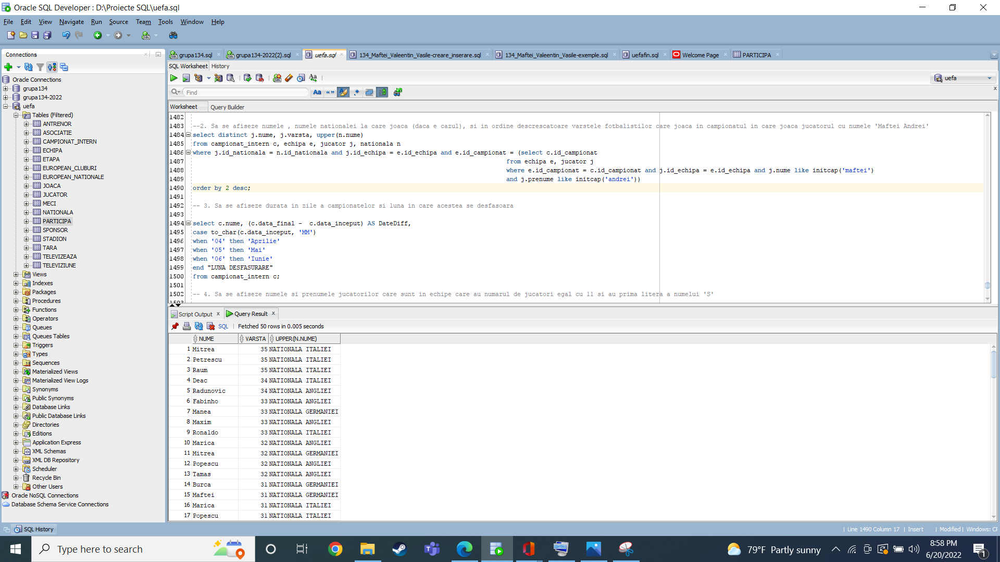 Oracle SQL Developer : D:\Proiecte SQL\uefa.sql
File Edit View Navigate Run Source Team Tools Window Help
Connections
grupa134.sql grupa134-2022(2).sql uefa.sql 134_Maftei_Valeentin_Vasile-creare_inserare.sql 134_Maftei_Valeentin_Vasile-exemple.sql uefafin.sql Welcome Page PARTICIPA
SQL Worksheet History
uefa
Find
Worksheet Query Builder
Oracle Connections
grupa134
grupa134-2022
uefa
Tables (Filtered)
ANTRENOR
ASOCIATIE
CAMPIONAT_INTERN
ECHIPA
ETAPA
EUROPEAN_CLUBURI
EUROPEAN_NATIONALE
JOACA
JUCATOR
MECI
NATIONALA
PARTICIPA
SPONSOR
STADION
TARA
TELEVIZEAZA
TELEVIZIUNE
Views
Indexes
Packages
Procedures
Functions
Operators
Queues
Queues Tables
Triggers
Types
Sequences
Materialized Views
Materialized View Logs
Synonyms
Public Synonyms
Database Links
Public Database Links
Directories
Editions
Application Express
XML Schemas
XML DB Repository
Scheduler
Recycle Bin
Other Users
Oracle NoSQL Connections
Database Schema Service Connections
1482
1483 --2. Sa se afiseze numele , numele nationalei la care joaca (daca e cazul), si in ordine descrescatoare varstele fotbalistilor care joaca in campionatul in care joaca jucatorul cu numele 'Maftei Andrei'
1484 select distinct j.nume, j.varsta, upper(n.nume)
1485 from campionat_intern c, echipa e, jucator j, nationala n
1486 where j.id_nationala = n.id_nationala and j.id_echipa = e.id_echipa and e.id_campionat = (select c.id_campionat
1487 from echipa e, jucator j
1488 where e.id_campionat = c.id_campionat and j.id_echipa = e.id_echipa and j.nume like initcap('maftei')
1489 and j.prenume like initcap('andrei'))
1490 order by 2 desc;
1491
1492 -- 3. Sa se afiseze durata in zile a campionatelor si luna in care acestea se desfasoara
1493
1494 select c.nume, (c.data_final - c.data_inceput) AS DateDiff,
1495 case to_char(c.data_inceput, 'MM')
1496 when '04' then 'Aprilie'
1497 when '05' then 'Mai'
1498 when '06' then 'Iunie'
1499 end "LUNA DESFASURARE"
1500 from campionat_intern c;
1501
1502 -- 4. Sa se afiseze numele si prenumele jucatorilor care sunt in echipe care au numarul de jucatori egal cu 11 si au prima litera a numelui 'S'
Script Output Query Result
SQL Fetched 50 rows in 0.005 seconds
NUME VARSTA UPPER(N.NUME)
1 Mitrea 35 NATIONALA ITALIEI
2 Petrescu 35 NATIONALA ITALIEI
3 Raum 35 NATIONALA ITALIEI
4 Deac 34 NATIONALA ITALIEI
5 Radunovic 34 NATIONALA ANGLIEI
6 Fabinho 33 NATIONALA ANGLIEI
7 Manea 33 NATIONALA GERMANIEI
8 Maxim 33 NATIONALA ANGLIEI
9 Ronaldo 33 NATIONALA ITALIEI
10 Marica 32 NATIONALA ANGLIEI
11 Mitrea 32 NATIONALA GERMANIEI
12 Popescu 32 NATIONALA ANGLIEI
13 Tamas 32 NATIONALA ANGLIEI
14 Burca 31 NATIONALA GERMANIEI
15 Maftei 31 NATIONALA GERMANIEI
16 Marica 31 NATIONALA ITALIEI
17 Popescu 31 NATIONALA ITALIEI
SQL History
Line 1490 Column 17 Insert Modified Windows:
Type here to search
79°F Partly sunny
8:58 PM
6/20/2022
1